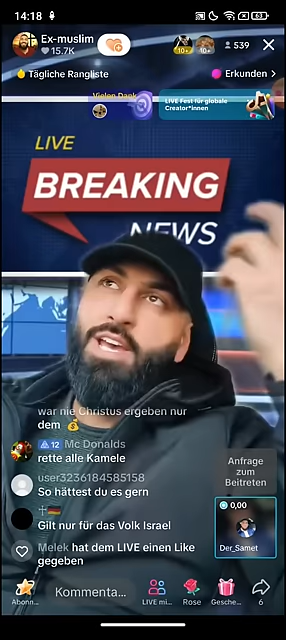 14:18
63
Ex-muslim
15.7K
10+
10+
539
Tägliche Rangliste
Erkunden >
Vielen Dank
LIVE Fest für globale
Creator*innen
LIVE
BREAKING
NEWS
war nie Christus ergeben nur
dem 💰
12 Mc Donalds
rette alle Kamele
user3236184585158
So hättest du es gern
Gilt nur für das Volk Israel
Melek hat dem LIVE einen Like
gegeben
Anfrage
zum
Beitreten
0,00
Der_Samet
Abonn...
Kommenta...
LIVE mi...
Rose
Gesche...
6